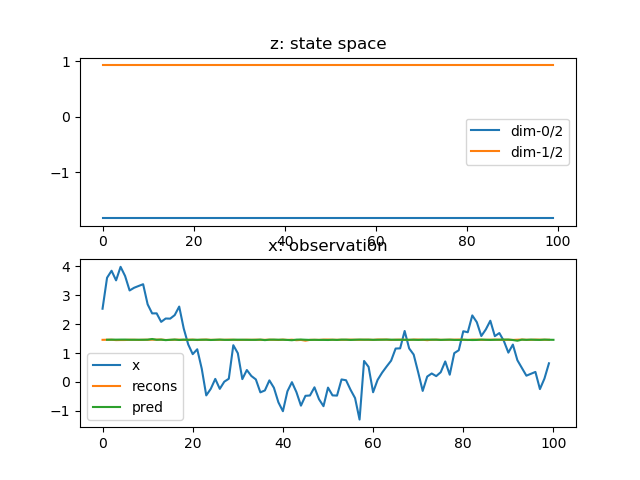 z: state space
1
0
−1
dim-0/2
dim-1/2
0 20 40 60 80 100
x: observation
4
3
2
1
0
−1
x
recons
pred
0 20 40 60 80 100